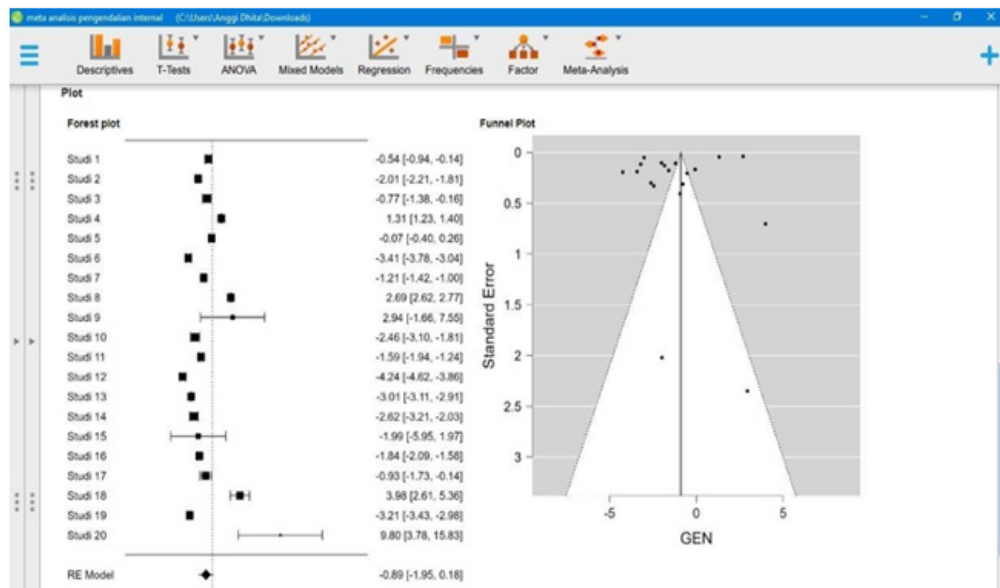 meta analisis pengendalian internal (C:\Users\Anggi Dhita\Downloads)
Descriptives T-Tests ANOVA Mixed Models Regression Frequencies Factor Meta-Analysis
Plot
Forest plot
Studi 1 -0.54 [-0.94, -0.14]
Studi 2 -2.01 [-2.21, -1.81]
Studi 3 -0.77 [-1.38, -0.16]
Studi 4 1.31 [1.23, 1.40]
Studi 5 -0.07 [-0.40, 0.26]
Studi 6 -3.41 [-3.78, -3.04]
Studi 7 -1.21 [-1.42, -1.00]
Studi 8 2.69 [2.62, 2.77]
Studi 9 2.94 [-1.66, 7.55]
Studi 10 -2.46 [-3.10, -1.81]
Studi 11 -1.59 [-1.94, -1.24]
Studi 12 -4.24 [-4.62, -3.86]
Studi 13 -3.01 [-3.11, -2.91]
Studi 14 -2.62 [-3.21, -2.03]
Studi 15 -1.99 [-5.95, 1.97]
Studi 16 -1.84 [-2.09, -1.58]
Studi 17 -0.93 [-1.73, -0.14]
Studi 18 3.98 [2.61, 5.36]
Studi 19 -3.21 [-3.43, -2.98]
Studi 20 9.80 [3.78, 15.83]
RE Model -0.89 [-1.95, 0.18]
Funnel Plot
Standard Error
0
0.5
1
1.5
2
2.5
3
-5 0 5
GEN